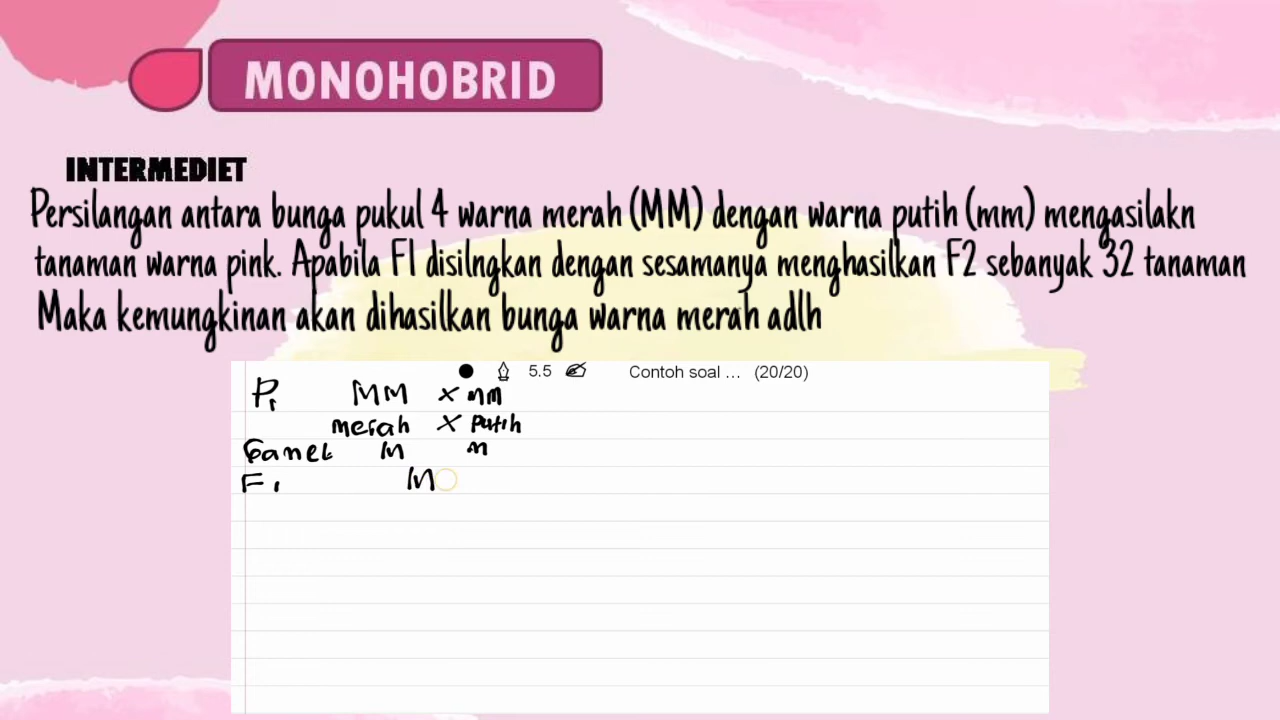 MONOHOBRID
INTERMEDIET
Persilangan antara bunga pukul 4 warna merah (MM) dengan warna putih (mm) mengasilakn
tanaman warna pink. Apabila F1 disilngkan dengan sesamanya menghasilkan F2 sebanyak 32 tanaman
Maka kemungkinan akan dihasilkan bunga warna merah adlh
5.5 Contoh soal ... (20/20)
P1 MM x mm
merah x Putih
Gamet M m
F1 M